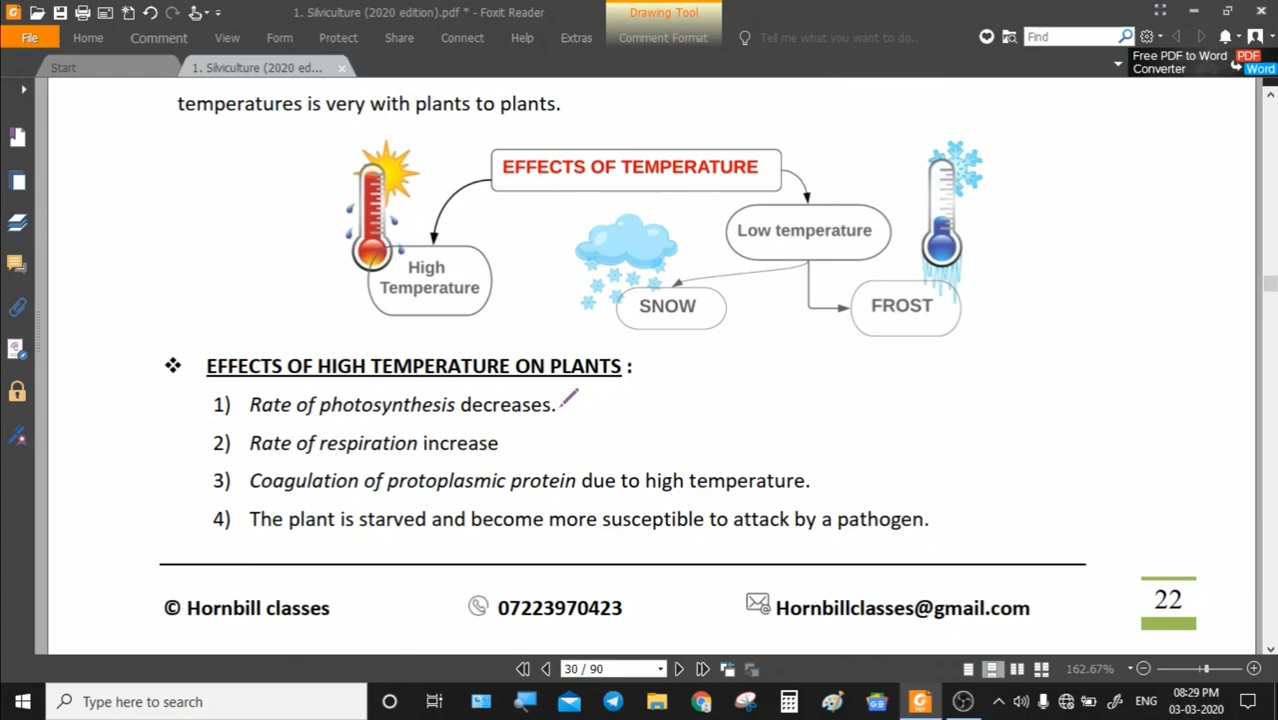 1. Silviculture (2020 edition).pdf * - Foxit Reader
Drawing Tool
File Home Comment View Form Protect Share Connect Help Extras Comment Format Tell me what you want to do.. Find
Start 1. Silviculture (2020 ed...
Free PDF to Word
Converter
PDF
Word
temperatures is very with plants to plants.
EFFECTS OF TEMPERATURE
Low temperature
High
Temperature
SNOW
FROST
❖ EFFECTS OF HIGH TEMPERATURE ON PLANTS :
1) Rate of photosynthesis decreases.
2) Rate of respiration increase
3) Coagulation of protoplasmic protein due to high temperature.
4) The plant is starved and become more susceptible to attack by a pathogen.
© Hornbill classes 07223970423 Hornbillclasses@gmail.com 22
30 / 90 162.67%
Type here to search ENG 08:29 PM
03-03-2020